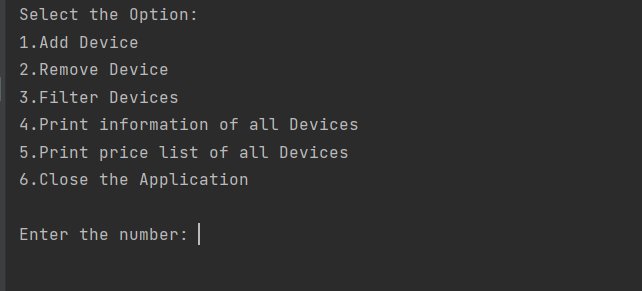 Select the Option:
1.Add Device
2.Remove Device
3.Filter Devices
4.Print information of all Devices
5.Print price list of all Devices
6.Close the Application
Enter the number: